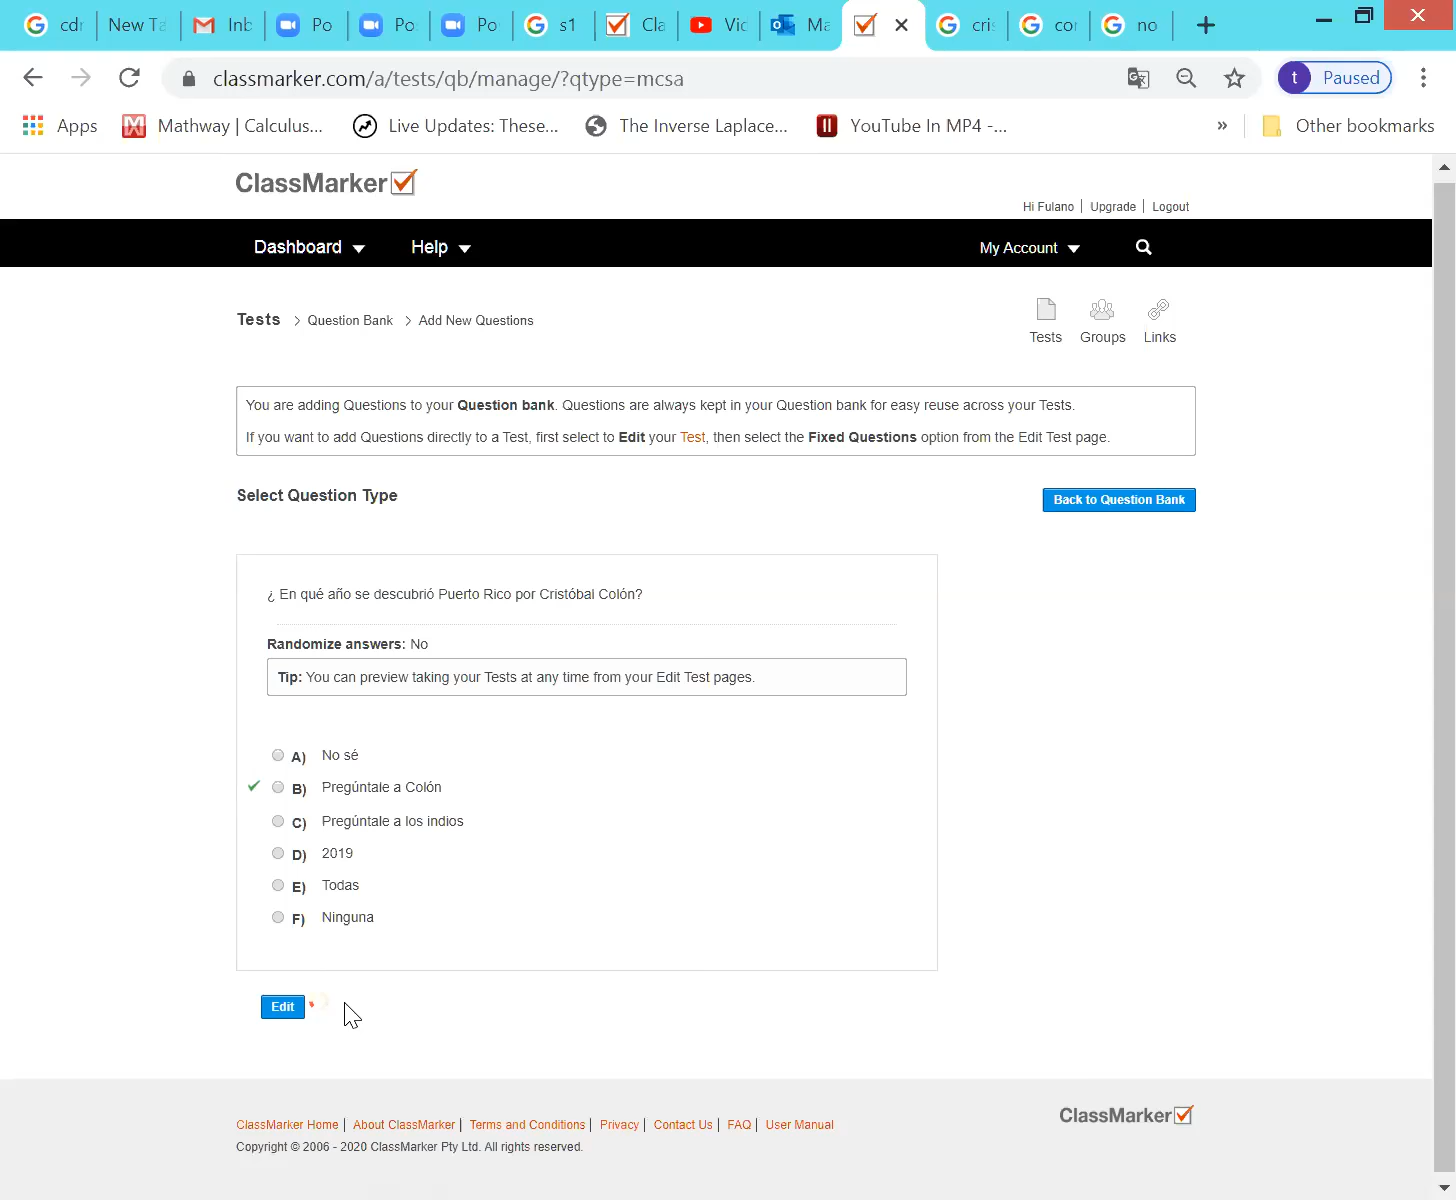 cdr New Ta Inb Po Po Po s1 Cla Vic Ma cris cor no
classmarker.com/a/tests/qb/manage/?qtype=mcsa t Paused
Apps Mathway | Calculus... Live Updates: These... The Inverse Laplace... YouTube In MP4 -... » Other bookmarks
ClassMarker
Hi Fulano | Upgrade | Logout
Dashboard Help My Account
Tests > Question Bank > Add New Questions
Tests Groups Links
You are adding Questions to your Question bank. Questions are always kept in your Question bank for easy reuse across your Tests.
If you want to add Questions directly to a Test, first select to Edit your Test, then select the Fixed Questions option from the Edit Test page.
Select Question Type
Back to Question Bank
¿ En qué año se descubrió Puerto Rico por Cristóbal Colón?
Randomize answers: No
Tip: You can preview taking your Tests at any time from your Edit Test pages.
A) No sé
B) Pregúntale a Colón
C) Pregúntale a los indios
D) 2019
E) Todas
F) Ninguna
Edit
ClassMarker Home | About ClassMarker | Terms and Conditions | Privacy | Contact Us | FAQ | User Manual
ClassMarker
Copyright © 2006 - 2020 ClassMarker Pty Ltd. All rights reserved.